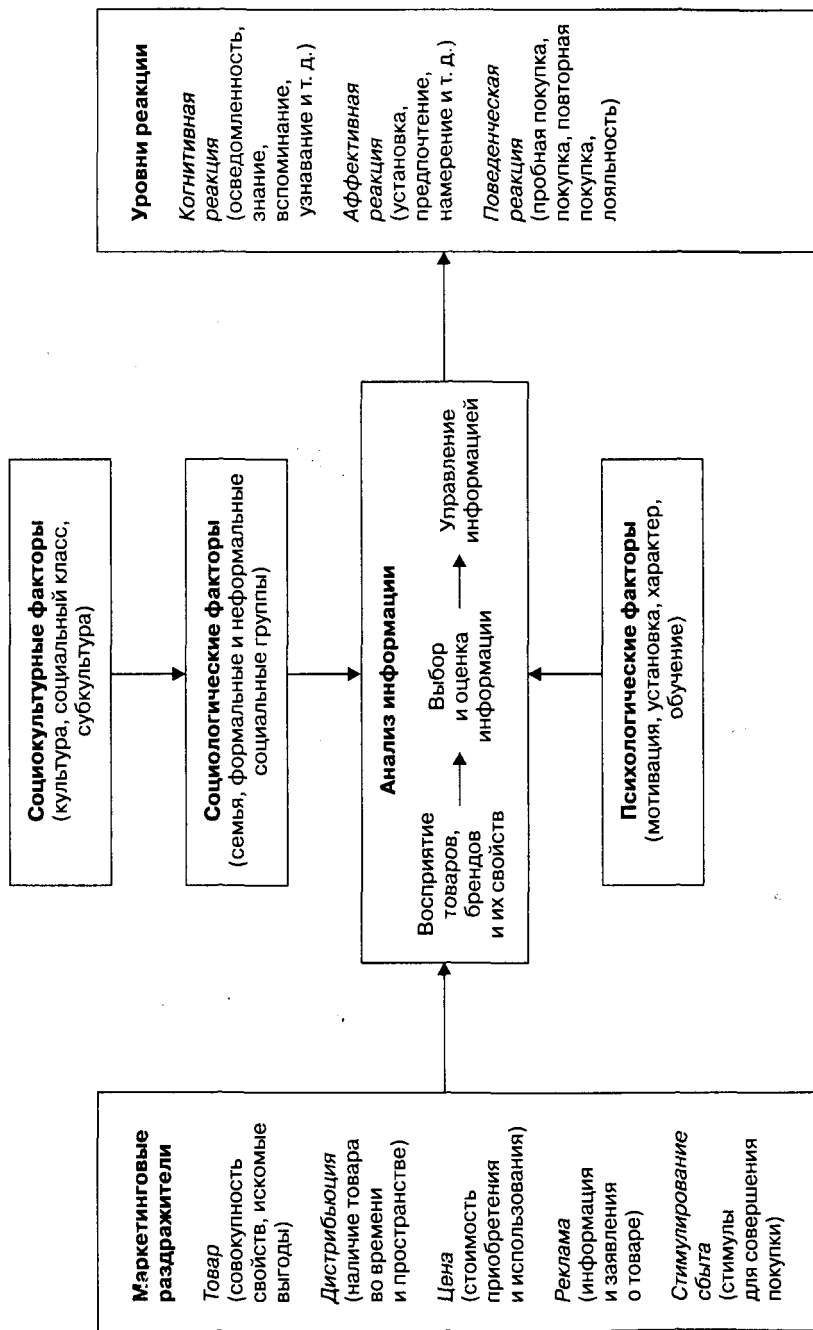 Маркетинговые
раздражители
Товар
(совокупность
свойств, искомые
выгоды)
Дистрибьюция
(наличие товара
во времени
и пространстве)
Цена
(стоимость
приобретения
и использования)
Реклама
(информация
и заявления
о товаре)
Стимулирование
сбыта
(стимулы
для совершения
покупки)
Социокультурные факторы
(культура, социальный класс,
субкультура)
Социологические факторы
(семья, формальные и неформальные
социальные группы)
Анализ информации
Восприятие
товаров,
брендов
и их свойств
Выбор
и оценка
информации
Управление
информацией
Психологические факторы
(мотивация, установка, характер,
обучение)
Уровни реакции
Когнитивная
реакция
(осведомленность,
знание,
вспоминание,
узнавание и т. д.)
Аффективная
реакция
(установка,
предпочтение,
намерение и т. д.)
Поведенческая
реакция
(пробная покупка,
покупка, повторная
покупка,
лояльность)